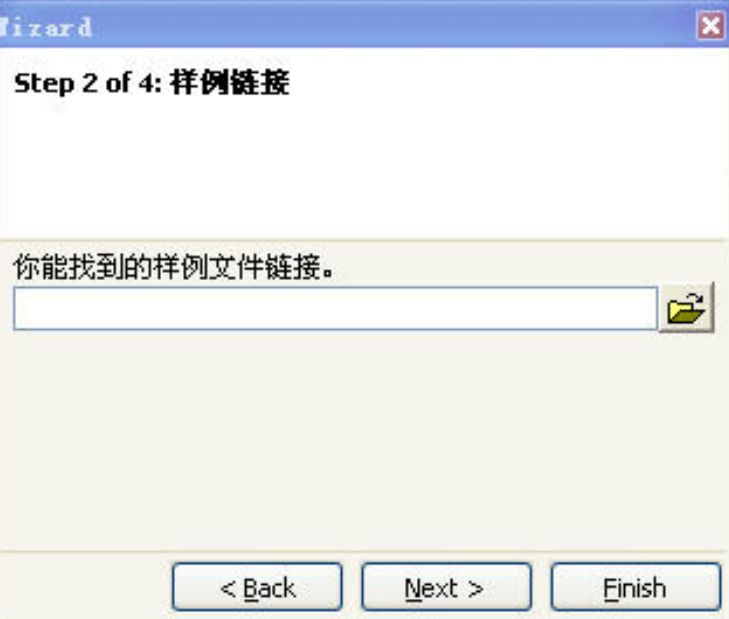 Wizard
Step 2 of 4: 样例链接
你能找到的样例文件链接。
< Back
Next >
Finish